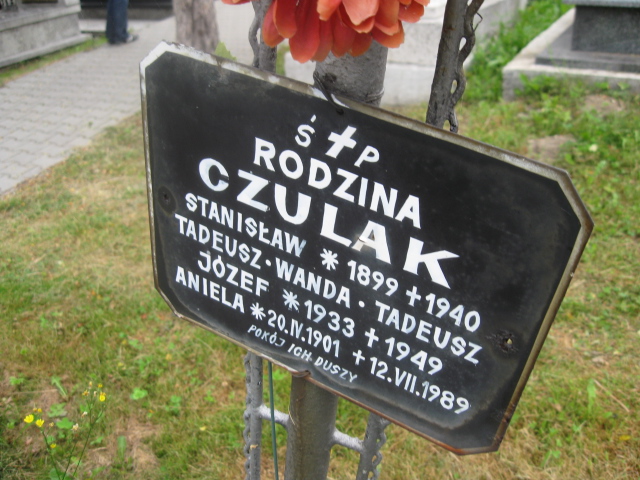 Ś ✝ P
RODZINA
CZULAK
STANISŁAW * 1899 + 1940
TADEUSZ · WANDA · TADEUSZ
JÓZEF * 1933 + 1949
ANIELA * 20.IV.1901 + 12.VII.1989
POKÓJ ICH DUSZY